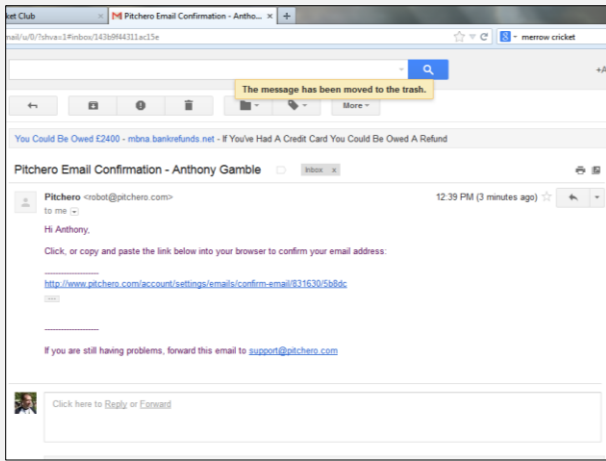 ket Club
Pitchero Email Confirmation - Antho... × +
mail/u/0/?shva=1#inbox/143b9f44311ac15e
merrow cricket
The message has been moved to the trash.
More
You Could Be Owed £2400 - mbna.bankrefunds.net - If You've Had A Credit Card You Could Be Owed A Refund
Pitchero Email Confirmation - Anthony Gamble
Inbox x
Pitchero <robot@pitchero.com>
12:39 PM (3 minutes ago)
to me
Hi Anthony,
Click, or copy and paste the link below into your browser to confirm your email address:
http://www.pitchero.com/account/settings/emails/confirm-email/831630/5b8dc
If you are still having problems, forward this email to support@pitchero.com
Click here to Reply or Forward